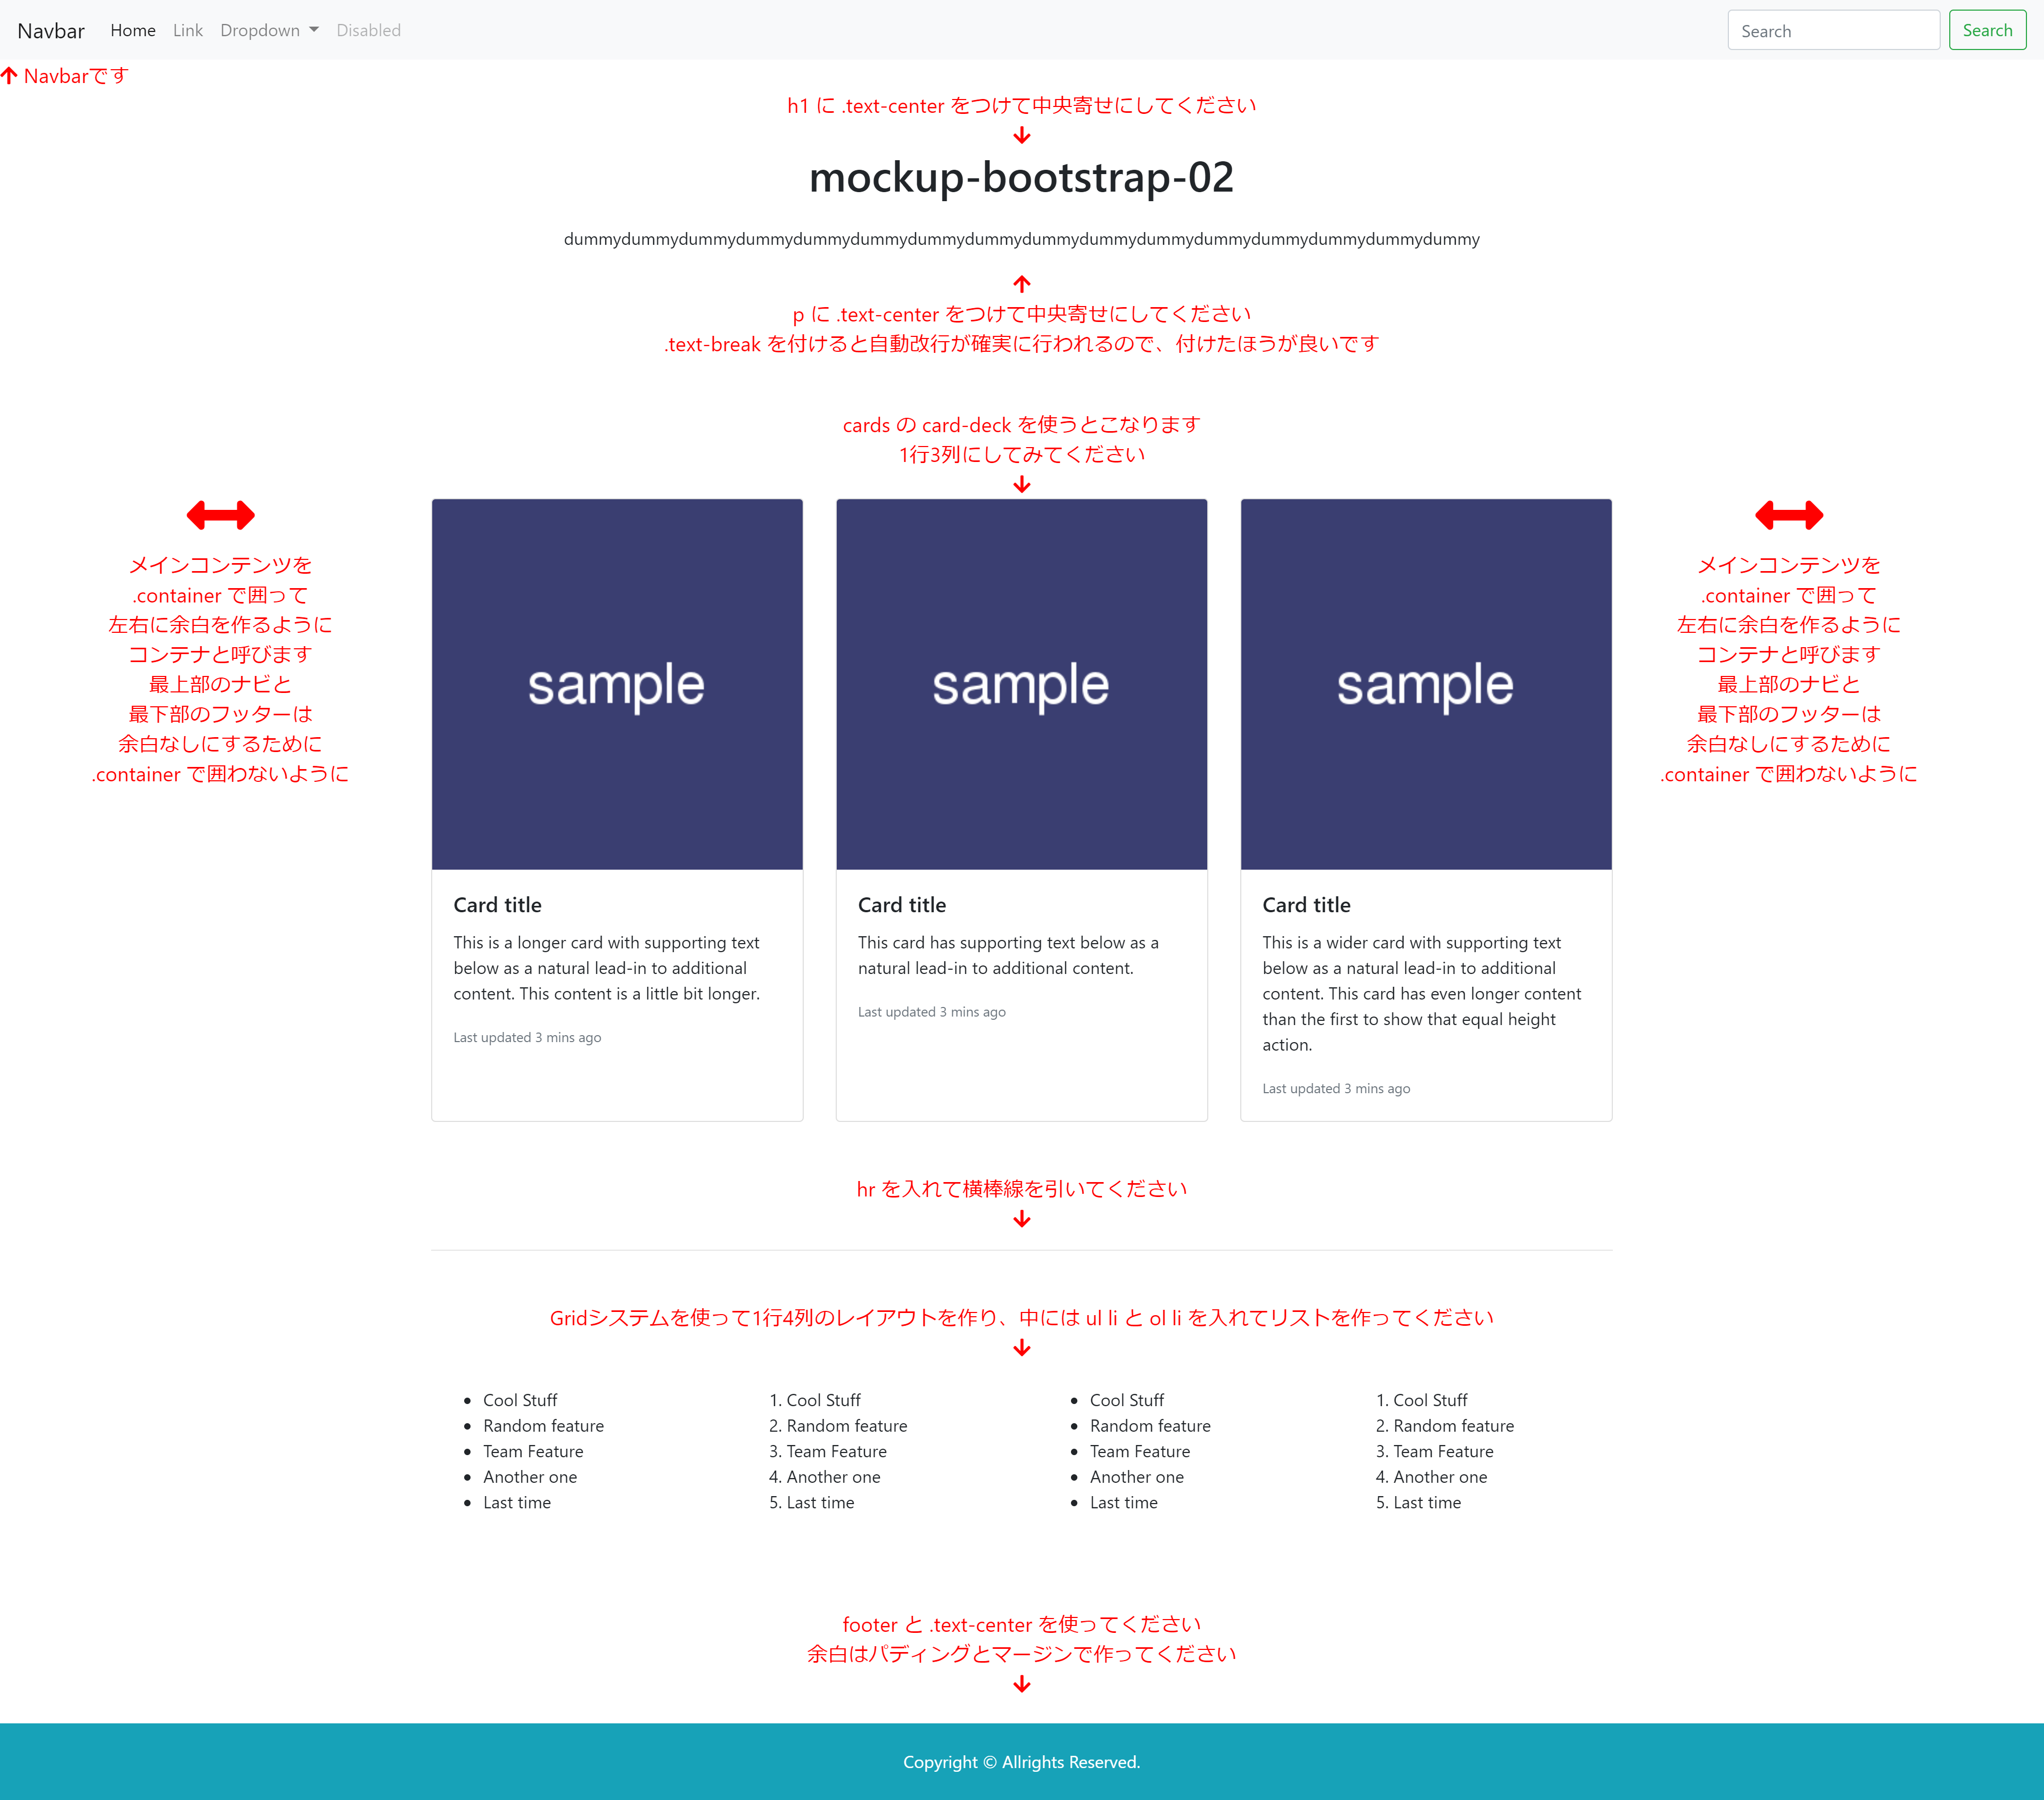 Navbar Home Link Dropdown Disabled Search Search
Navbarです
h1 に .text-center をつけて中央寄せにしてください
mockup-bootstrap-02
dummydummydummydummydummydummydummydummydummydummydummydummydummydummydummydummy
p に .text-center をつけて中央寄せにしてください
.text-break を付けると自動改行が確実に行われるので、付けたほうが良いです
cards の card-deck を使うとこなります
1行3列にしてみてください
メインコンテンツを
.container で囲って
左右に余白を作るように
コンテナと呼びます
最上部のナビと
最下部のフッターは
余白なしにするために
.container で囲わないように
sample
Card title
This is a longer card with supporting text
below as a natural lead-in to additional
content. This content is a little bit longer.
Last updated 3 mins ago
sample
Card title
This card has supporting text below as a
natural lead-in to additional content.
Last updated 3 mins ago
sample
Card title
This is a wider card with supporting text
below as a natural lead-in to additional
content. This card has even longer content
than the first to show that equal height
action.
Last updated 3 mins ago
メインコンテンツを
.container で囲って
左右に余白を作るように
コンテナと呼びます
最上部のナビと
最下部のフッターは
余白なしにするために
.container で囲わないように
hr を入れて横棒線を引いてください
Gridシステムを使って1行4列のレイアウトを作り、中には ul li と ol li を入れてリストを作ってください
• Cool Stuff
• Random feature
• Team Feature
• Another one
• Last time
1. Cool Stuff
2. Random feature
3. Team Feature
4. Another one
5. Last time
• Cool Stuff
• Random feature
• Team Feature
• Another one
• Last time
1. Cool Stuff
2. Random feature
3. Team Feature
4. Another one
5. Last time
footer と .text-center を使ってください
余白はパディングとマージンで作ってください
Copyright © Allrights Reserved.